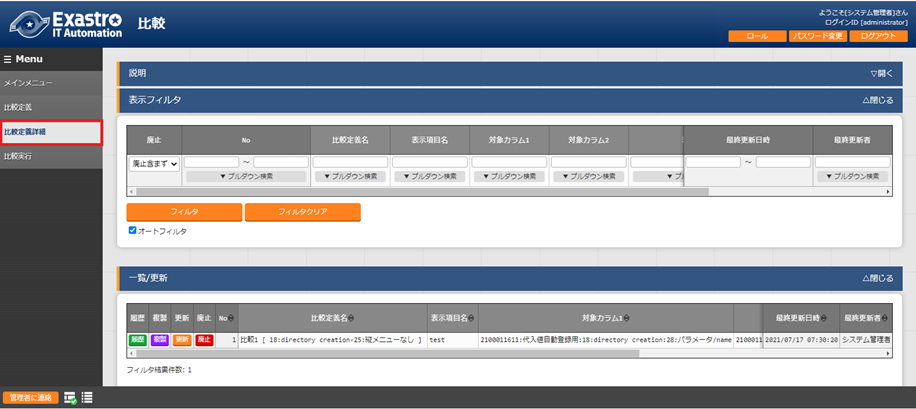 Exastro
IT Automation
比較
ようこそ[システム管理者]さん
ログインID [administrator]
ロール パスワード変更 ログアウト
Menu
メインメニュー
比較定義
比較定義詳細
比較実行
説明 ▽開く
表示フィルタ △閉じる
廃止 No 比較定義名 表示項目名 対象カラム1 対象カラム2 最終更新日時 最終更新者
廃止含まず ～ ～
▼ プルダウン検索 ▼ プルダウン検索 ▼ プルダウン検索 ▼ プルダウン検索 ▼ プルダウン検索 ▼ プル ▼ プルダウン検索
フィルタ フィルタクリア
オートフィルタ
一覧/更新 △閉じる
履歴 複製 更新 廃止 No 比較定義名 表示項目名 対象カラム1 最終更新日時 最終更新者
履歴 複製 更新 廃止 1 比較1 [ 18:directory creation-25:縦メニューなし ] test 2100011611:代入値自動登録用:18:directory creation:28:パラメータ/name 2100011 2021/07/17 07:30:20 システム管理者
フィルタ結果件数: 1
管理者に連絡